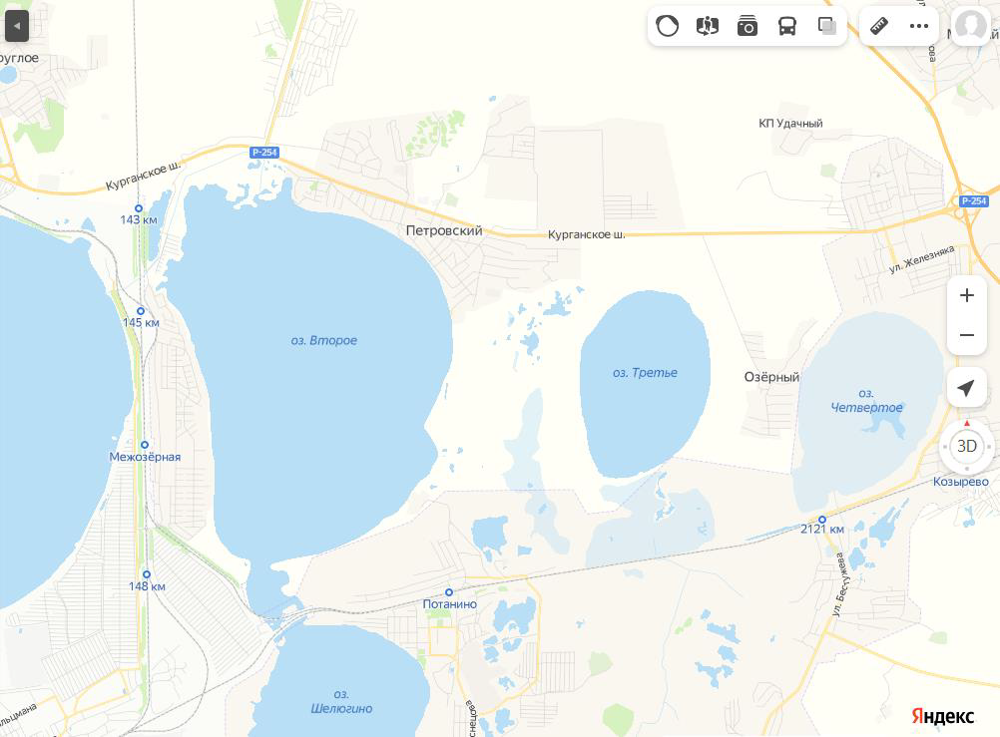 КП Удачный
Р-254
Курганское ш.
Р-254
143 км
Петровский
Курганское ш.
ул. Железняка
145 км
оз. Второе
оз. Третье
Озёрный
оз.
Четвертое
3D
Межозёрная
Козырево
2121 км
148 км
Потанино
ул. Бестужева
оз.
Шелюгино
Яндекс